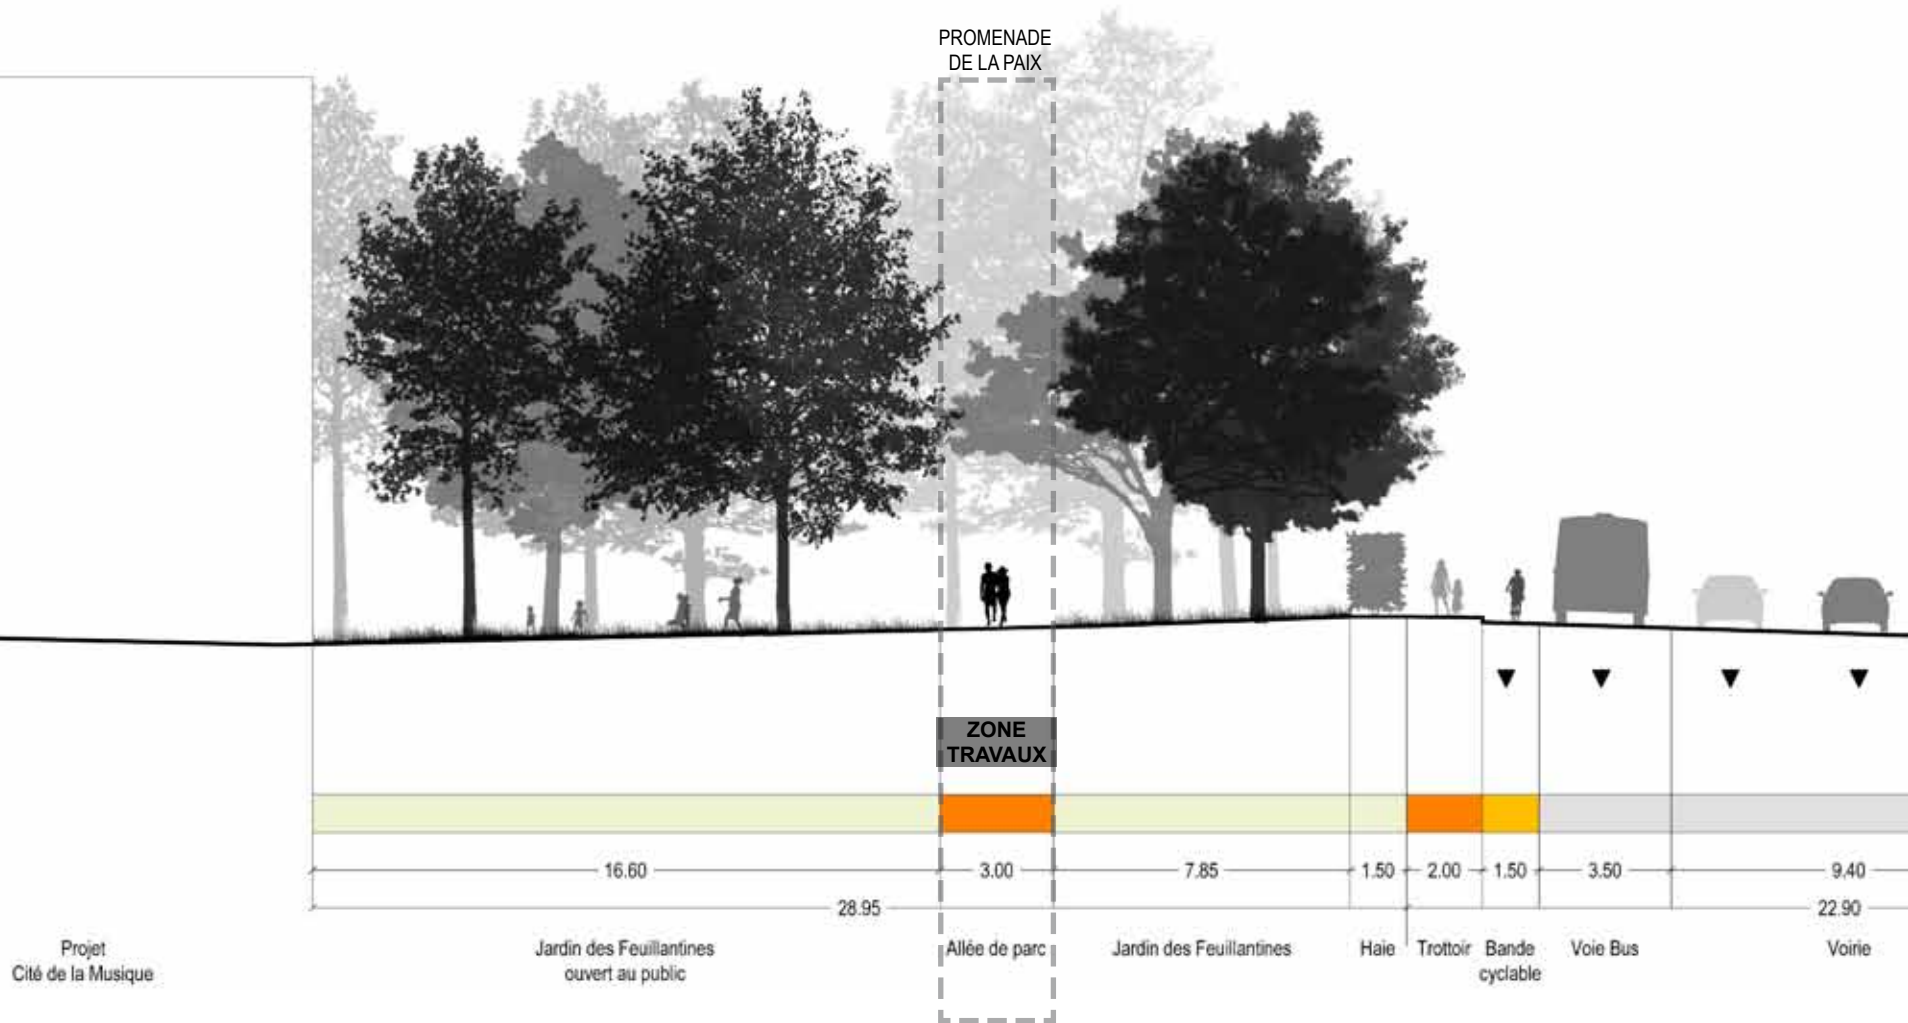 PROMENADE
DE LA PAIX
ZONE
TRAVAUX
16.60
3.00
7.85
1.50
2.00
1.50
3.50
9.40
28.95
22.90
Projet
Cité de la Musique
Jardin des Feuillantines
ouvert au public
Allée de parc
Jardin des Feuillantines
Haie
Trottoir
Bande
cyclable
Voie Bus
Voirie